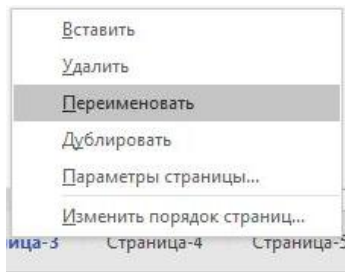 Вставить
Удалить
Переименовать
Дублировать
Параметры страницы...
Изменить порядок страниц...
Страница-4